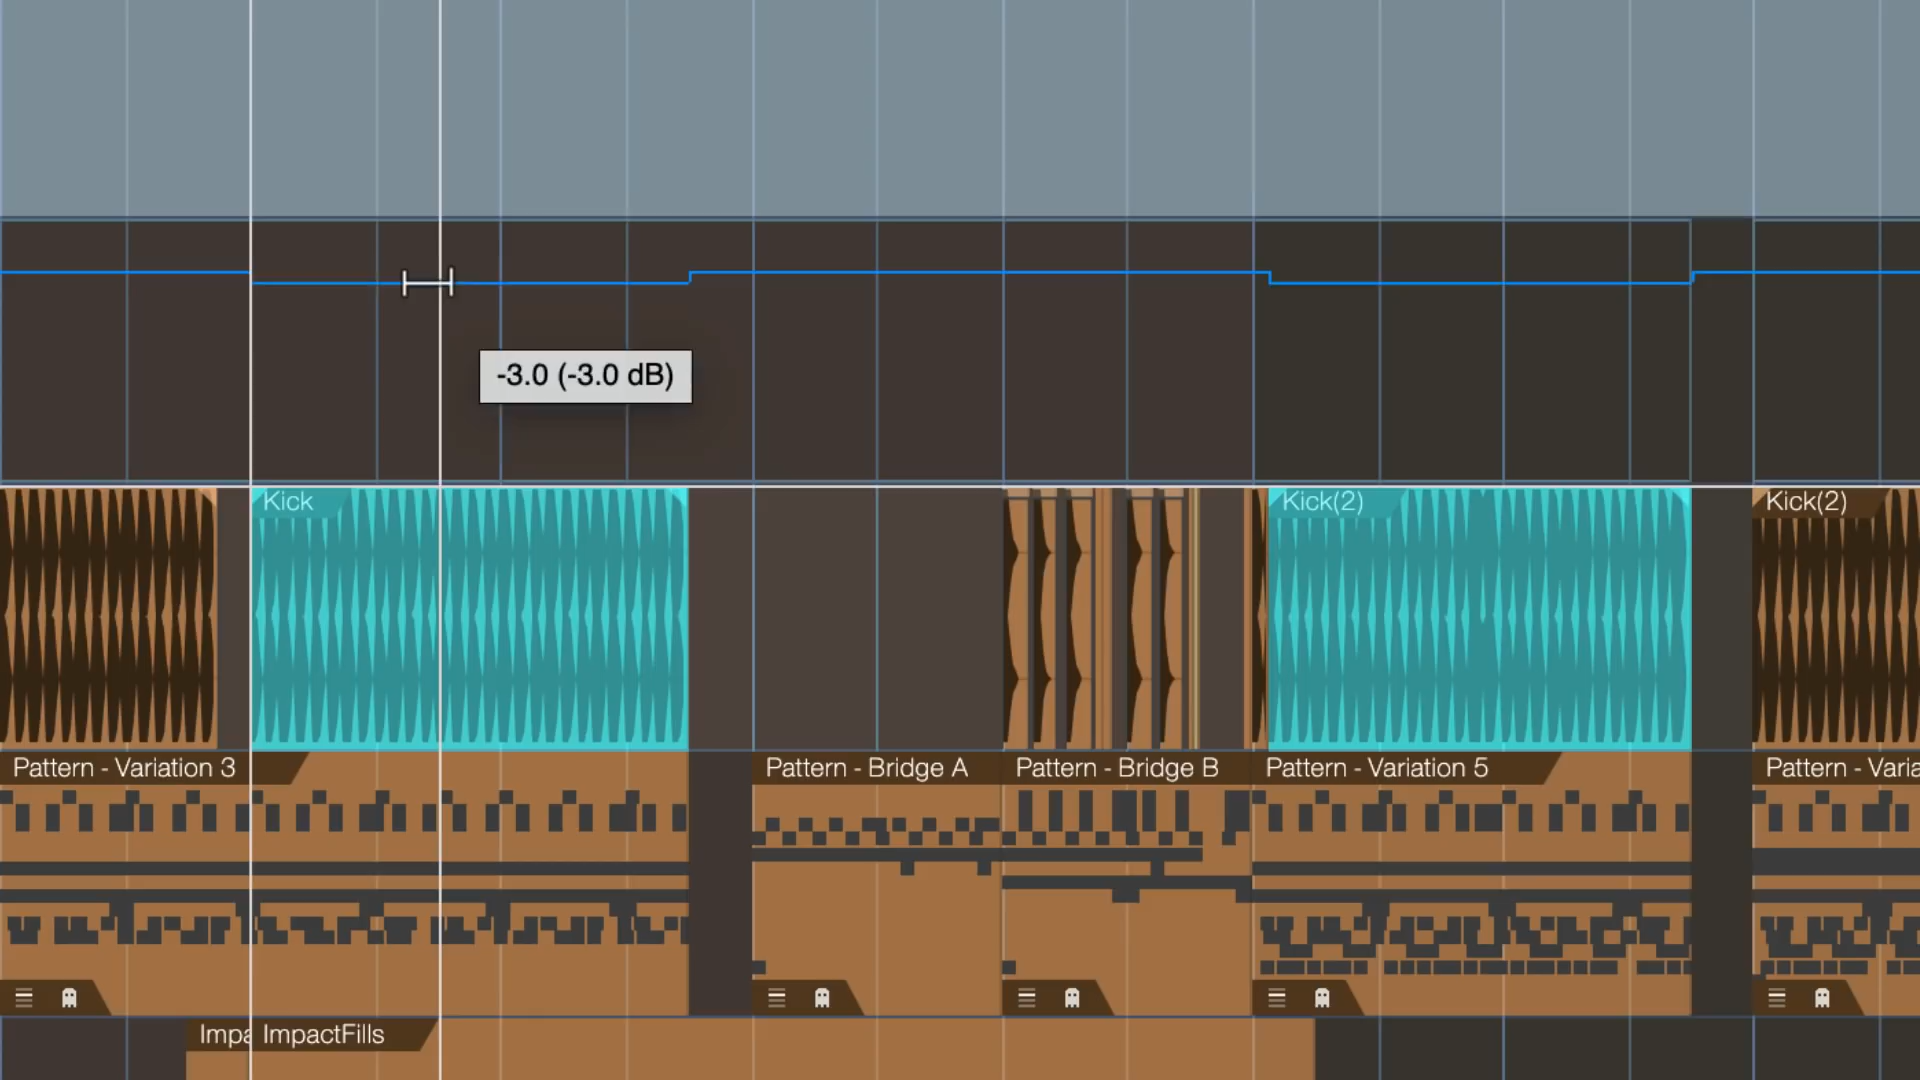 -3.0 (-3.0 dB)
Kick
Kick(2)
Kick(2)
Pattern - Variation 3
Pattern - Bridge A
Pattern - Bridge B
Pattern - Variation 5
Pattern - Varia
Impa
ImpactFills